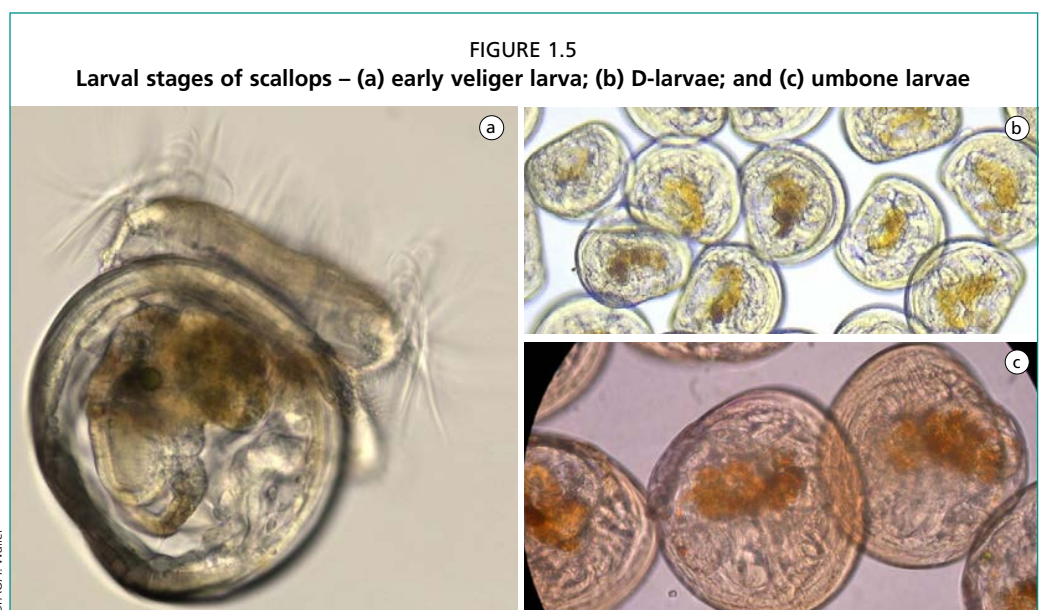 FIGURE 1.5
Larval stages of scallops – (a) early veliger larva; (b) D-larvae; and (c) umbone larvae
a
b
c